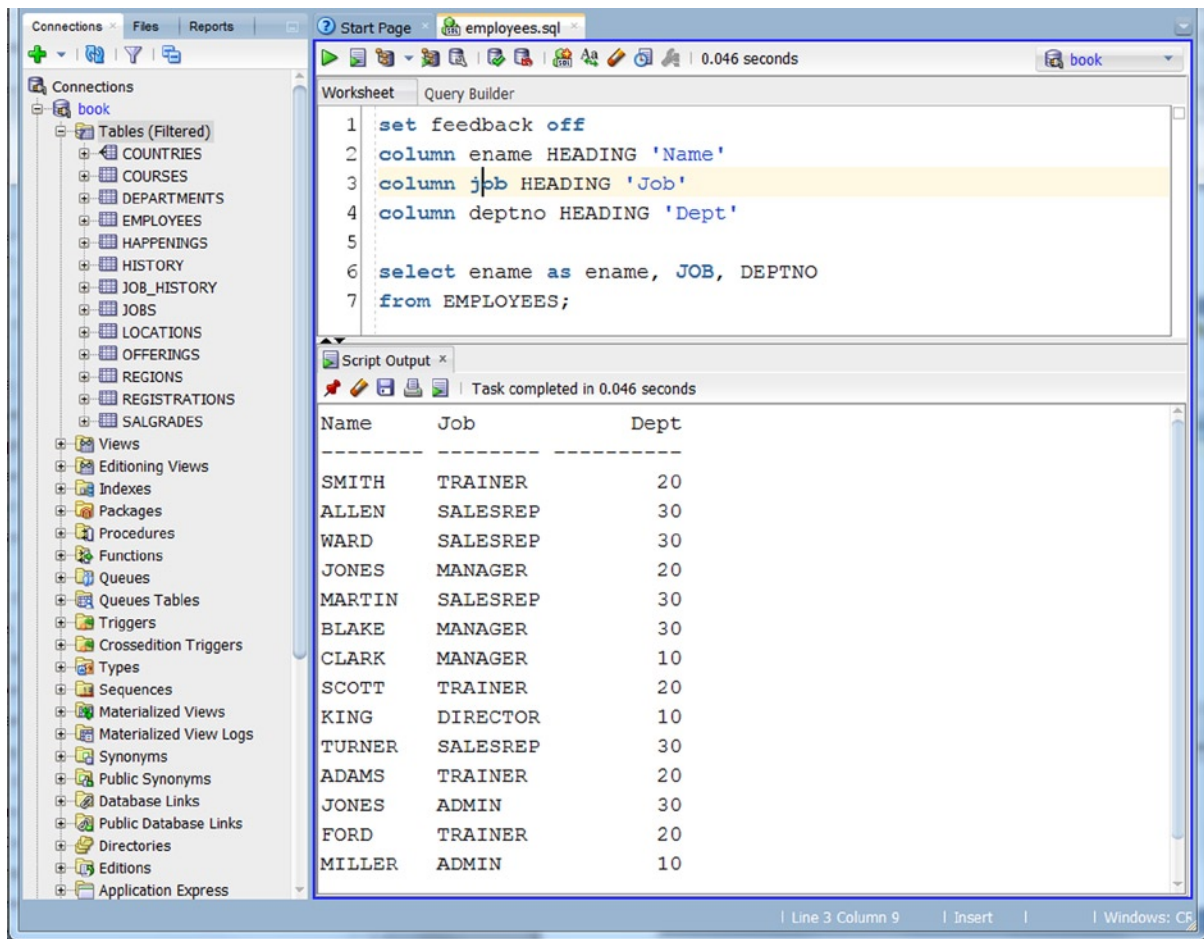 Connections Files Reports
Connections
book
Tables (Filtered)
COUNTRIES
COURSES
DEPARTMENTS
EMPLOYEES
HAPPENINGS
HISTORY
JOB_HISTORY
JOBS
LOCATIONS
OFFERINGS
REGIONS
REGISTRATIONS
SALGRADES
Views
Editioning Views
Indexes
Packages
Procedures
Functions
Queues
Queues Tables
Triggers
Crossedition Triggers
Types
Sequences
Materialized Views
Materialized View Logs
Synonyms
Public Synonyms
Database Links
Public Database Links
Directories
Editions
Application Express
Start Page employees.sql
0.046 seconds book
Worksheet Query Builder
1 set feedback off
2 column ename HEADING 'Name'
3 column job HEADING 'Job'
4 column deptno HEADING 'Dept'
5
6 select ename as ename, JOB, DEPTNO
7 from EMPLOYEES;
Script Output
Task completed in 0.046 seconds
Name Job Dept
-------- -------- ----------
SMITH TRAINER 20
ALLEN SALESREP 30
WARD SALESREP 30
JONES MANAGER 20
MARTIN SALESREP 30
BLAKE MANAGER 30
CLARK MANAGER 10
SCOTT TRAINER 20
KING DIRECTOR 10
TURNER SALESREP 30
ADAMS TRAINER 20
JONES ADMIN 30
FORD TRAINER 20
MILLER ADMIN 10
Line 3 Column 9 Insert Windows: CR